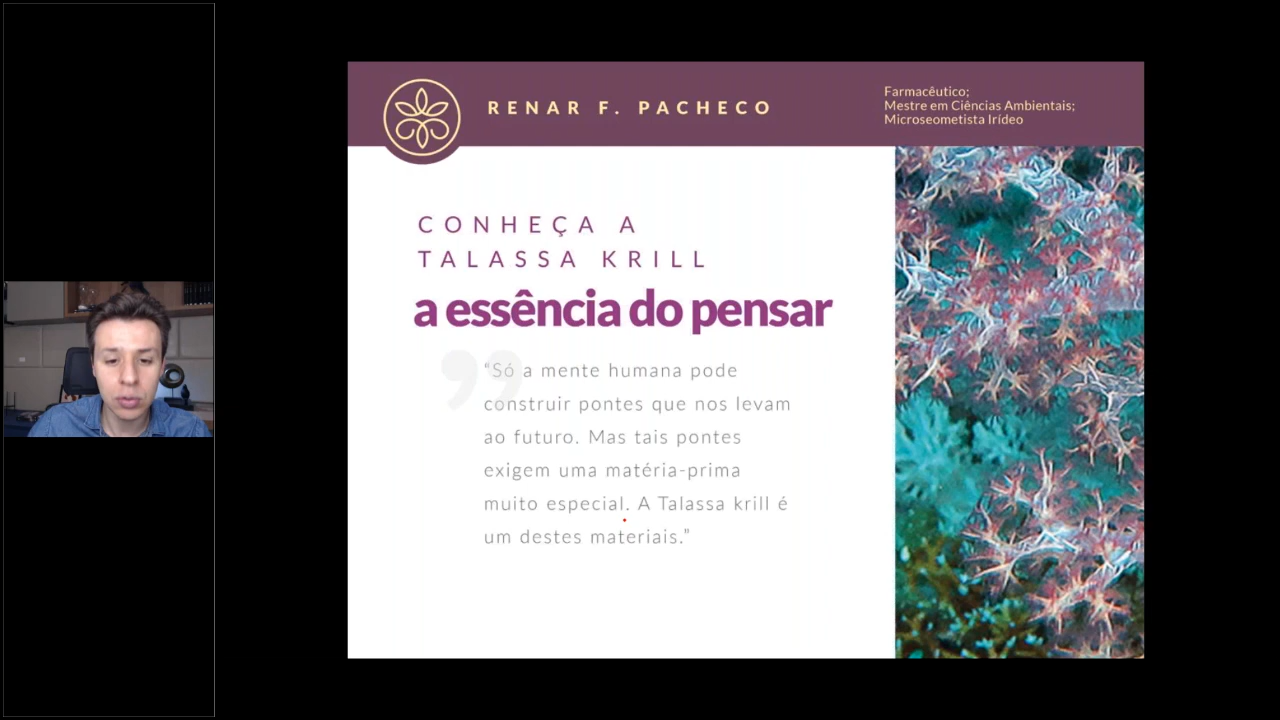 RENAR F. PACHECO
Farmacêutico;
Mestre em Ciências Ambientais;
Microseometista Irídeo
CONHEÇA A
TALASSA KRILL
a essência do pensar
“Só a mente humana pode
construir pontes que nos levam
ao futuro. Mas tais pontes
exigem uma matéria-prima
muito especial. A Talassa krill é
um destes materiais.”